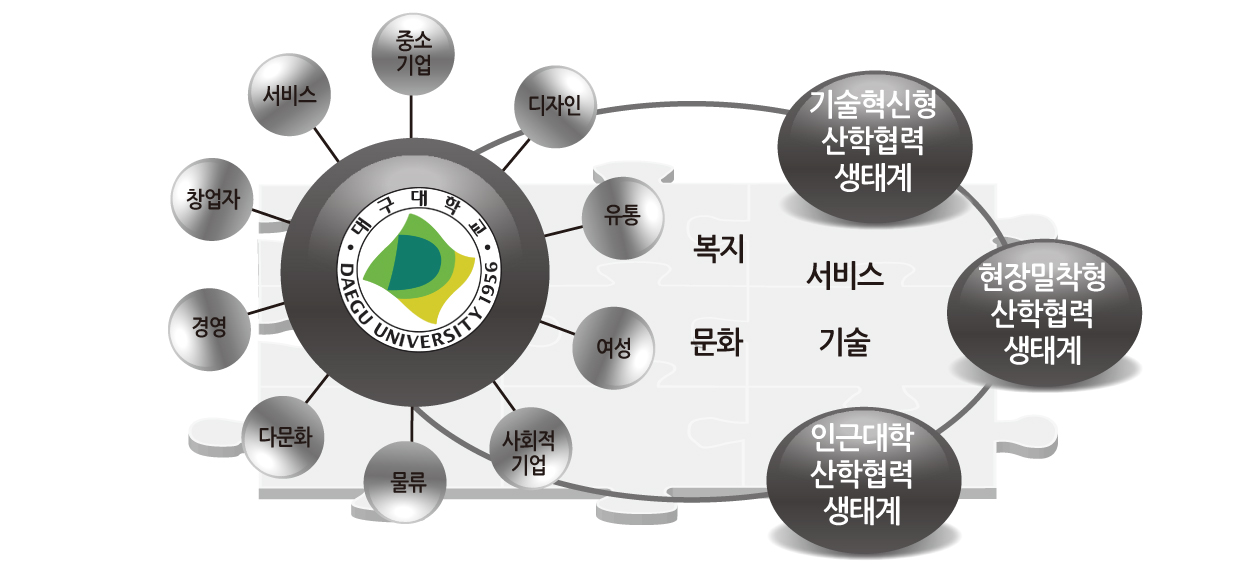 중소
기업
서비스
디자인
창업자
유통
경영
여성
다문화
물류
사회적
기업
대구대학교
DAEGU UNIVERSITY 1956
복지
서비스
문화
기술
기술혁신형
산학협력
생태계
현장밀착형
산학협력
생태계
인근대학
산학협력
생태계